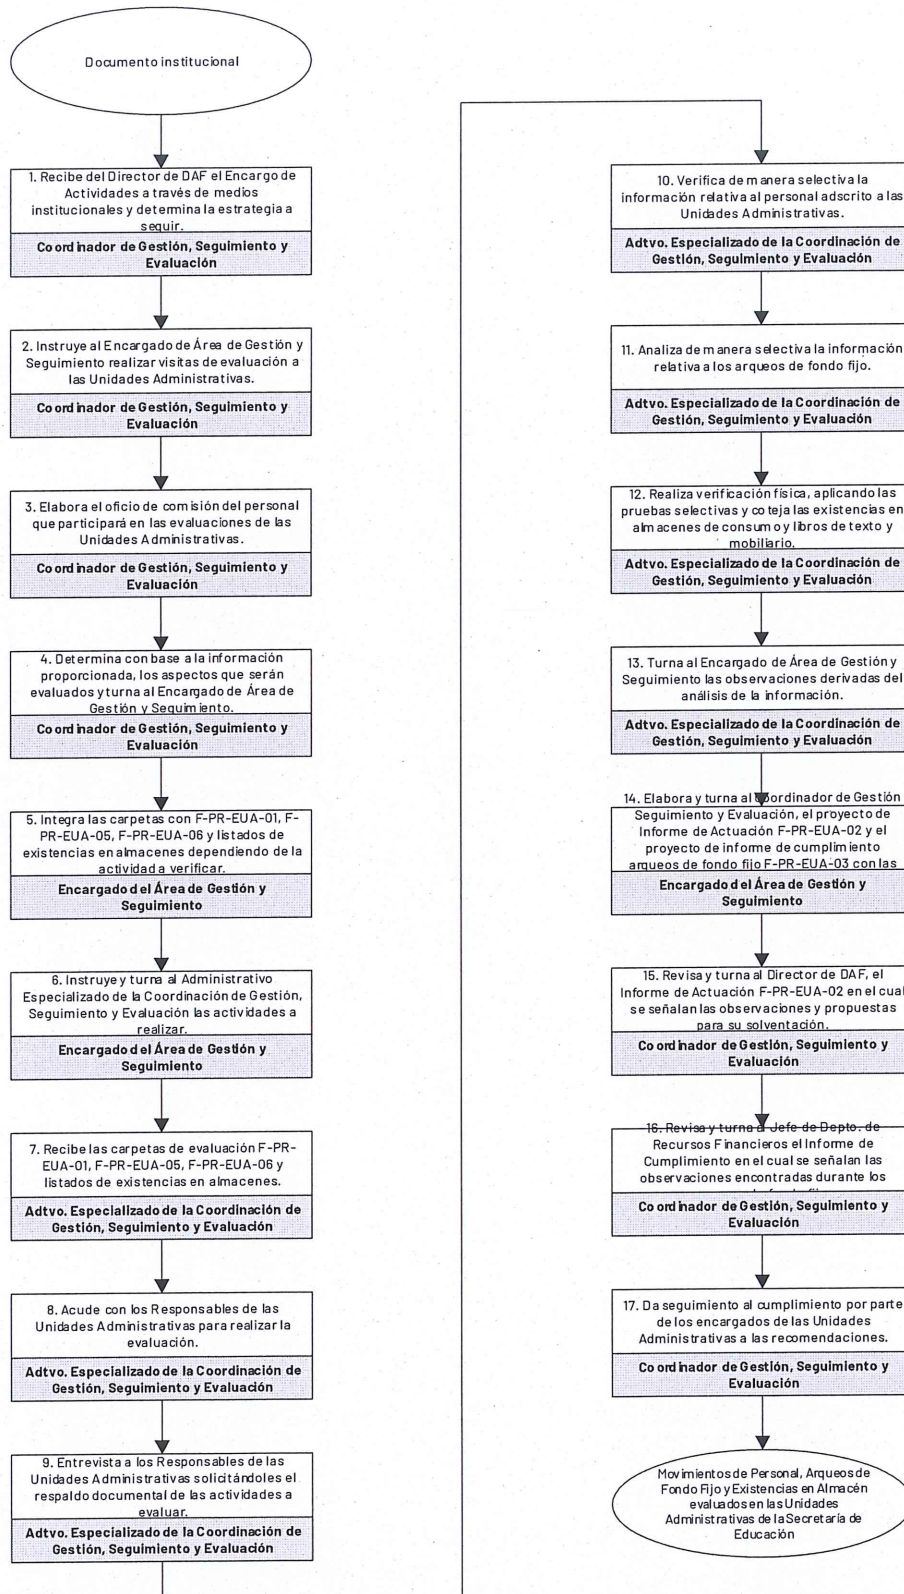 Documento institucional
1. Recibe del Director de DAF el Encargo de
Actividades a través de medios
institucionales y determina la estrategia a
seguir.
Coordinador de Gestión, Seguimiento y
Evaluación
2. Instruye al Encargado de Área de Gestión y
Seguimiento realizar visitas de evaluación a
las Unidades Administrativas.
Coordinador de Gestión, Seguimiento y
Evaluación
3. Elabora el oficio de comisión del personal
que participará en las evaluaciones de las
Unidades Administrativas.
Coordinador de Gestión, Seguimiento y
Evaluación
4. Determina con base a la información
proporcionada, los aspectos que serán
evaluados y turna al Encargado de Área de
Gestión y Seguimiento.
Coordinador de Gestión, Seguimiento y
Evaluación
5. Integra las carpetas con F-PR-EUA-01, F-
PR-EUA-05, F-PR-EUA-06 y listados de
existencias en almacenes dependiendo de la
actividad a verificar.
Encargado del Área de Gestión y
Seguimiento
6. Instruye y turna al Administrativo
Especializado de la Coordinación de Gestión,
Seguimiento y Evaluación las actividades a
realizar.
Encargado del Área de Gestión y
Seguimiento
7. Recibe las carpetas de evaluación F-PR-
EUA-01, F-PR-EUA-05, F-PR-EUA-06 y
listados de existencias en almacenes.
Adtvo. Especializado de la Coordinación de
Gestión, Seguimiento y Evaluación
8. Acude con los Responsables de las
Unidades Administrativas para realizar la
evaluación.
Adtvo. Especializado de la Coordinación de
Gestión, Seguimiento y Evaluación
9. Entrevista a los Responsables de las
Unidades Administrativas solicitándoles el
respaldo documental de las actividades a
evaluar.
Adtvo. Especializado de la Coordinación de
Gestión, Seguimiento y Evaluación
10. Verifica de manera selectiva la
información relativa al personal adscrito a las
Unidades Administrativas.
Adtvo. Especializado de la Coordinación de
Gestión, Seguimiento y Evaluación
11. Analiza de manera selectiva la información
relativa a los arqueos de fondo fijo.
Adtvo. Especializado de la Coordinación de
Gestión, Seguimiento y Evaluación
12. Realiza verificación física, aplicando las
pruebas selectivas y coteja las existencias en
almacenes de consumo y libros de texto y
mobiliario.
Adtvo. Especializado de la Coordinación de
Gestión, Seguimiento y Evaluación
13. Turna al Encargado de Área de Gestión y
Seguimiento las observaciones derivadas del
análisis de la información.
Adtvo. Especializado de la Coordinación de
Gestión, Seguimiento y Evaluación
14. Elabora y turna al Coordinador de Gestión
Seguimiento y Evaluación, el proyecto de
Informe de Actuación F-PR-EUA-02 y el
proyecto de informe de cumplimiento
arqueos de fondo fijo F-PR-EUA-03 con las
Encargado del Área de Gestión y
Seguimiento
15. Revisa y turna al Director de DAF, el
Informe de Actuación F-PR-EUA-02 en el cual
se señalan las observaciones y propuestas
para su solventación.
Coordinador de Gestión, Seguimiento y
Evaluación
16. Revisa y turna al Jefe de Depto. de
Recursos Financieros el Informe de
Cumplimiento en el cual se señalan las
observaciones encontradas durante los
Coordinador de Gestión, Seguimiento y
Evaluación
17. Da seguimiento al cumplimiento por parte
de los encargados de las Unidades
Administrativas a las recomendaciones.
Coordinador de Gestión, Seguimiento y
Evaluación
Movimientos de Personal, Arqueos de
Fondo Fijo y Existencias en Almacén
evaluados en las Unidades
Administrativas de la Secretaría de
Educación